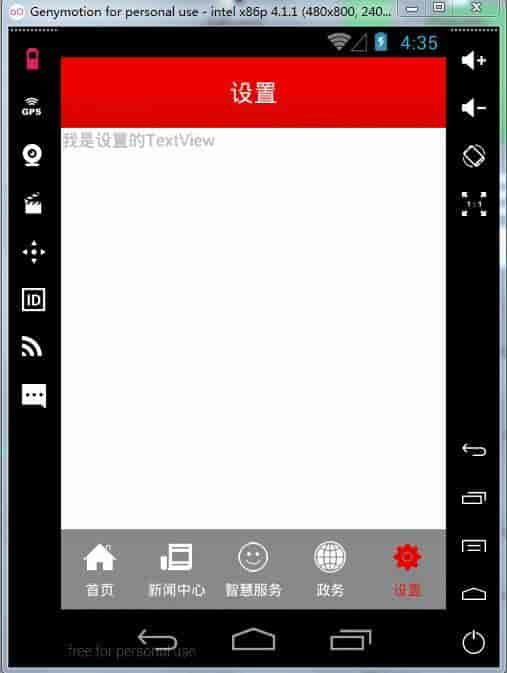 Genymotion for personal use - intel x86p 4.1.1 (480x800, 240...
4:35
GPS
设置
我是设置的TextView
1:1
ID
首页
新闻中心
智慧服务
政务
设置
free for personal use